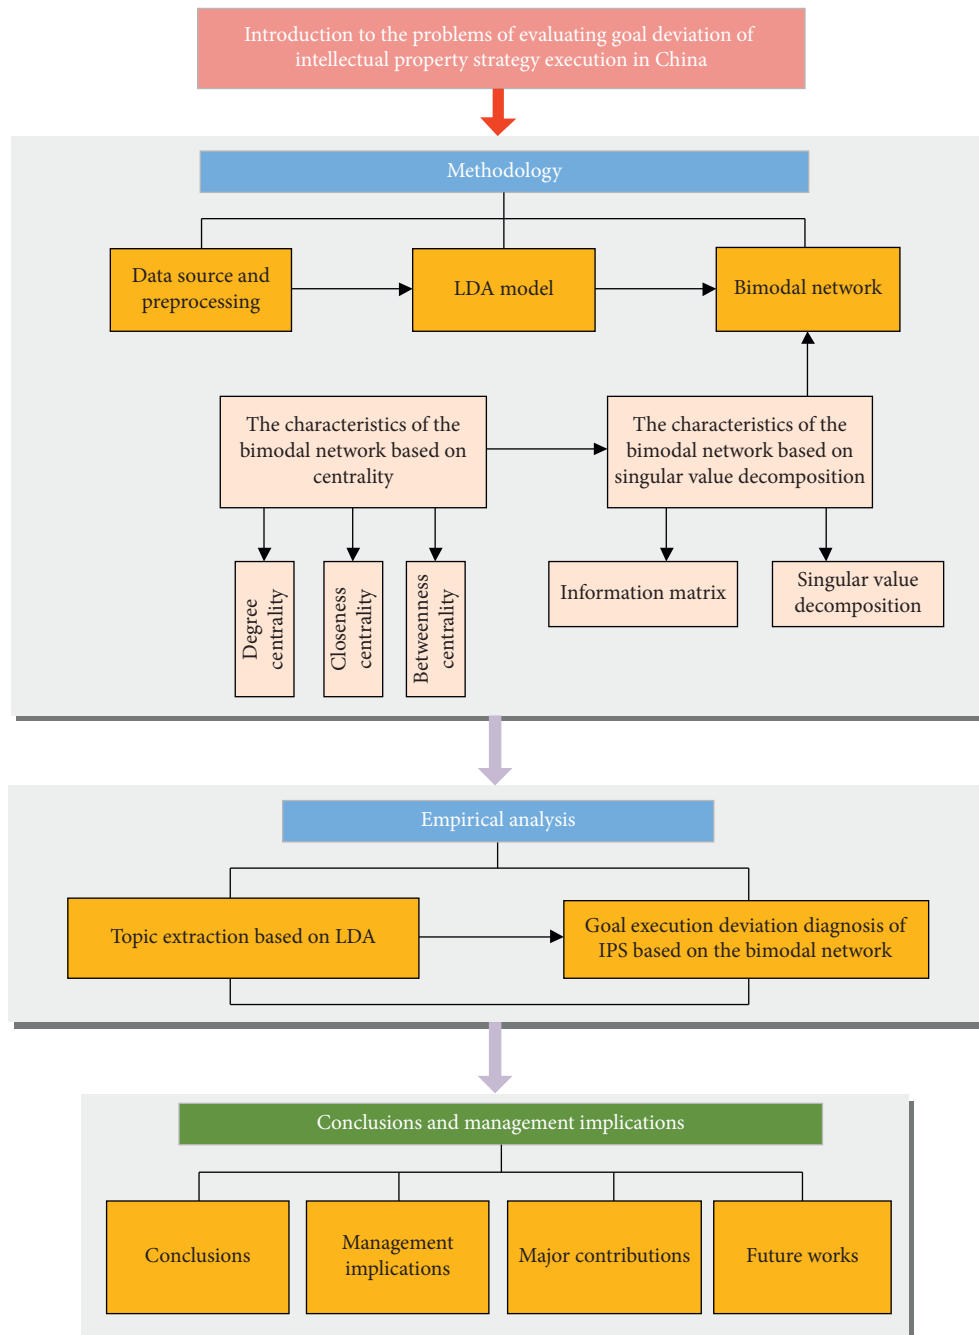 Introduction to the problems of evaluating goal deviation of
intellectual property strategy execution in China
Methodology
Data source and
preprocessing
LDA model
Bimodal network
The characteristics of the
bimodal network based on
centrality
The characteristics of the
bimodal network based on
singular value decomposition
Degree
centrality
Closeness
centrality
Betweenness
centrality
Information matrix
Singular value
decomposition
Empirical analysis
Topic extraction based on LDA
Goal execution deviation diagnosis of
IPS based on the bimodal network
Conclusions and management implications
Conclusions
Management
implications
Major contributions
Future works